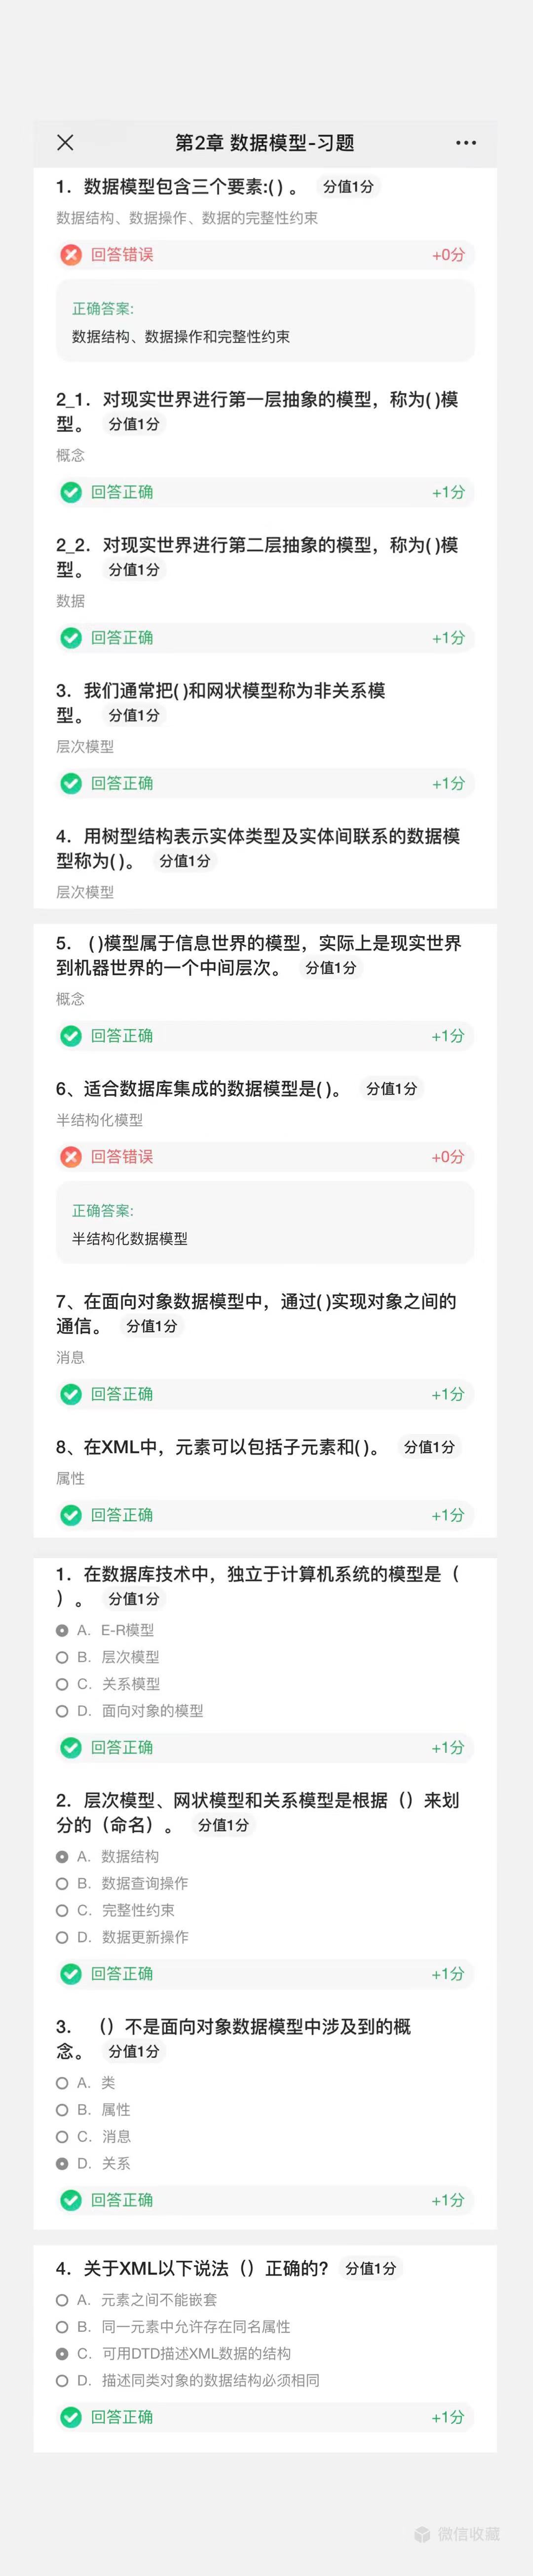 第2章 数据模型-习题
1. 数据模型包含三个要素:( ) 。 分值1分
数据结构、数据操作、数据的完整性约束
回答错误 +0分
正确答案:
数据结构、数据操作和完整性约束
2_1. 对现实世界进行第一层抽象的模型，称为( )模
型。 分值1分
概念
回答正确 +1分
2_2. 对现实世界进行第二层抽象的模型，称为( )模
型。 分值1分
数据
回答正确 +1分
3. 我们通常把( )和网状模型称为非关系模
型。 分值1分
层次模型
回答正确 +1分
4. 用树型结构表示实体类型及实体间联系的数据模
型称为( )。 分值1分
层次模型
5. ( )模型属于信息世界的模型，实际上是现实世界
到机器世界的一个中间层次。 分值1分
概念
回答正确 +1分
6、适合数据库集成的数据模型是( )。 分值1分
半结构化模型
回答错误 +0分
正确答案:
半结构化数据模型
7、在面向对象数据模型中，通过( )实现对象之间的
通信。 分值1分
消息
回答正确 +1分
8、在XML中，元素可以包括子元素和( )。 分值1分
属性
回答正确 +1分
1. 在数据库技术中，独立于计算机系统的模型是（
）。 分值1分
A. E-R模型
B. 层次模型
C. 关系模型
D. 面向对象的模型
回答正确 +1分
2. 层次模型、网状模型和关系模型是根据（）来划
分的（命名）。 分值1分
A. 数据结构
B. 数据查询操作
C. 完整性约束
D. 数据更新操作
回答正确 +1分
3. （）不是面向对象数据模型中涉及到的概
念。 分值1分
A. 类
B. 属性
C. 消息
D. 关系
回答正确 +1分
4. 关于XML以下说法（）正确的? 分值1分
A. 元素之间不能嵌套
B. 同一元素中允许存在同名属性
C. 可用DTD描述XML数据的结构
D. 描述同类对象的数据结构必须相同
回答正确 +1分
微信收藏